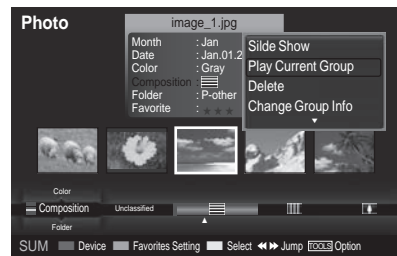 Photo
image_1.jpg
Month : Jan
Date : Jan.01.2
Color : Gray
Composition :
Folder : P-other
Favorite : ★★★
Silde Show
Play Current Group
Delete
Change Group Info
Color
Composition
Unclassified
Folder
SUM Device Favorites Setting Select Jump TOOLS Option